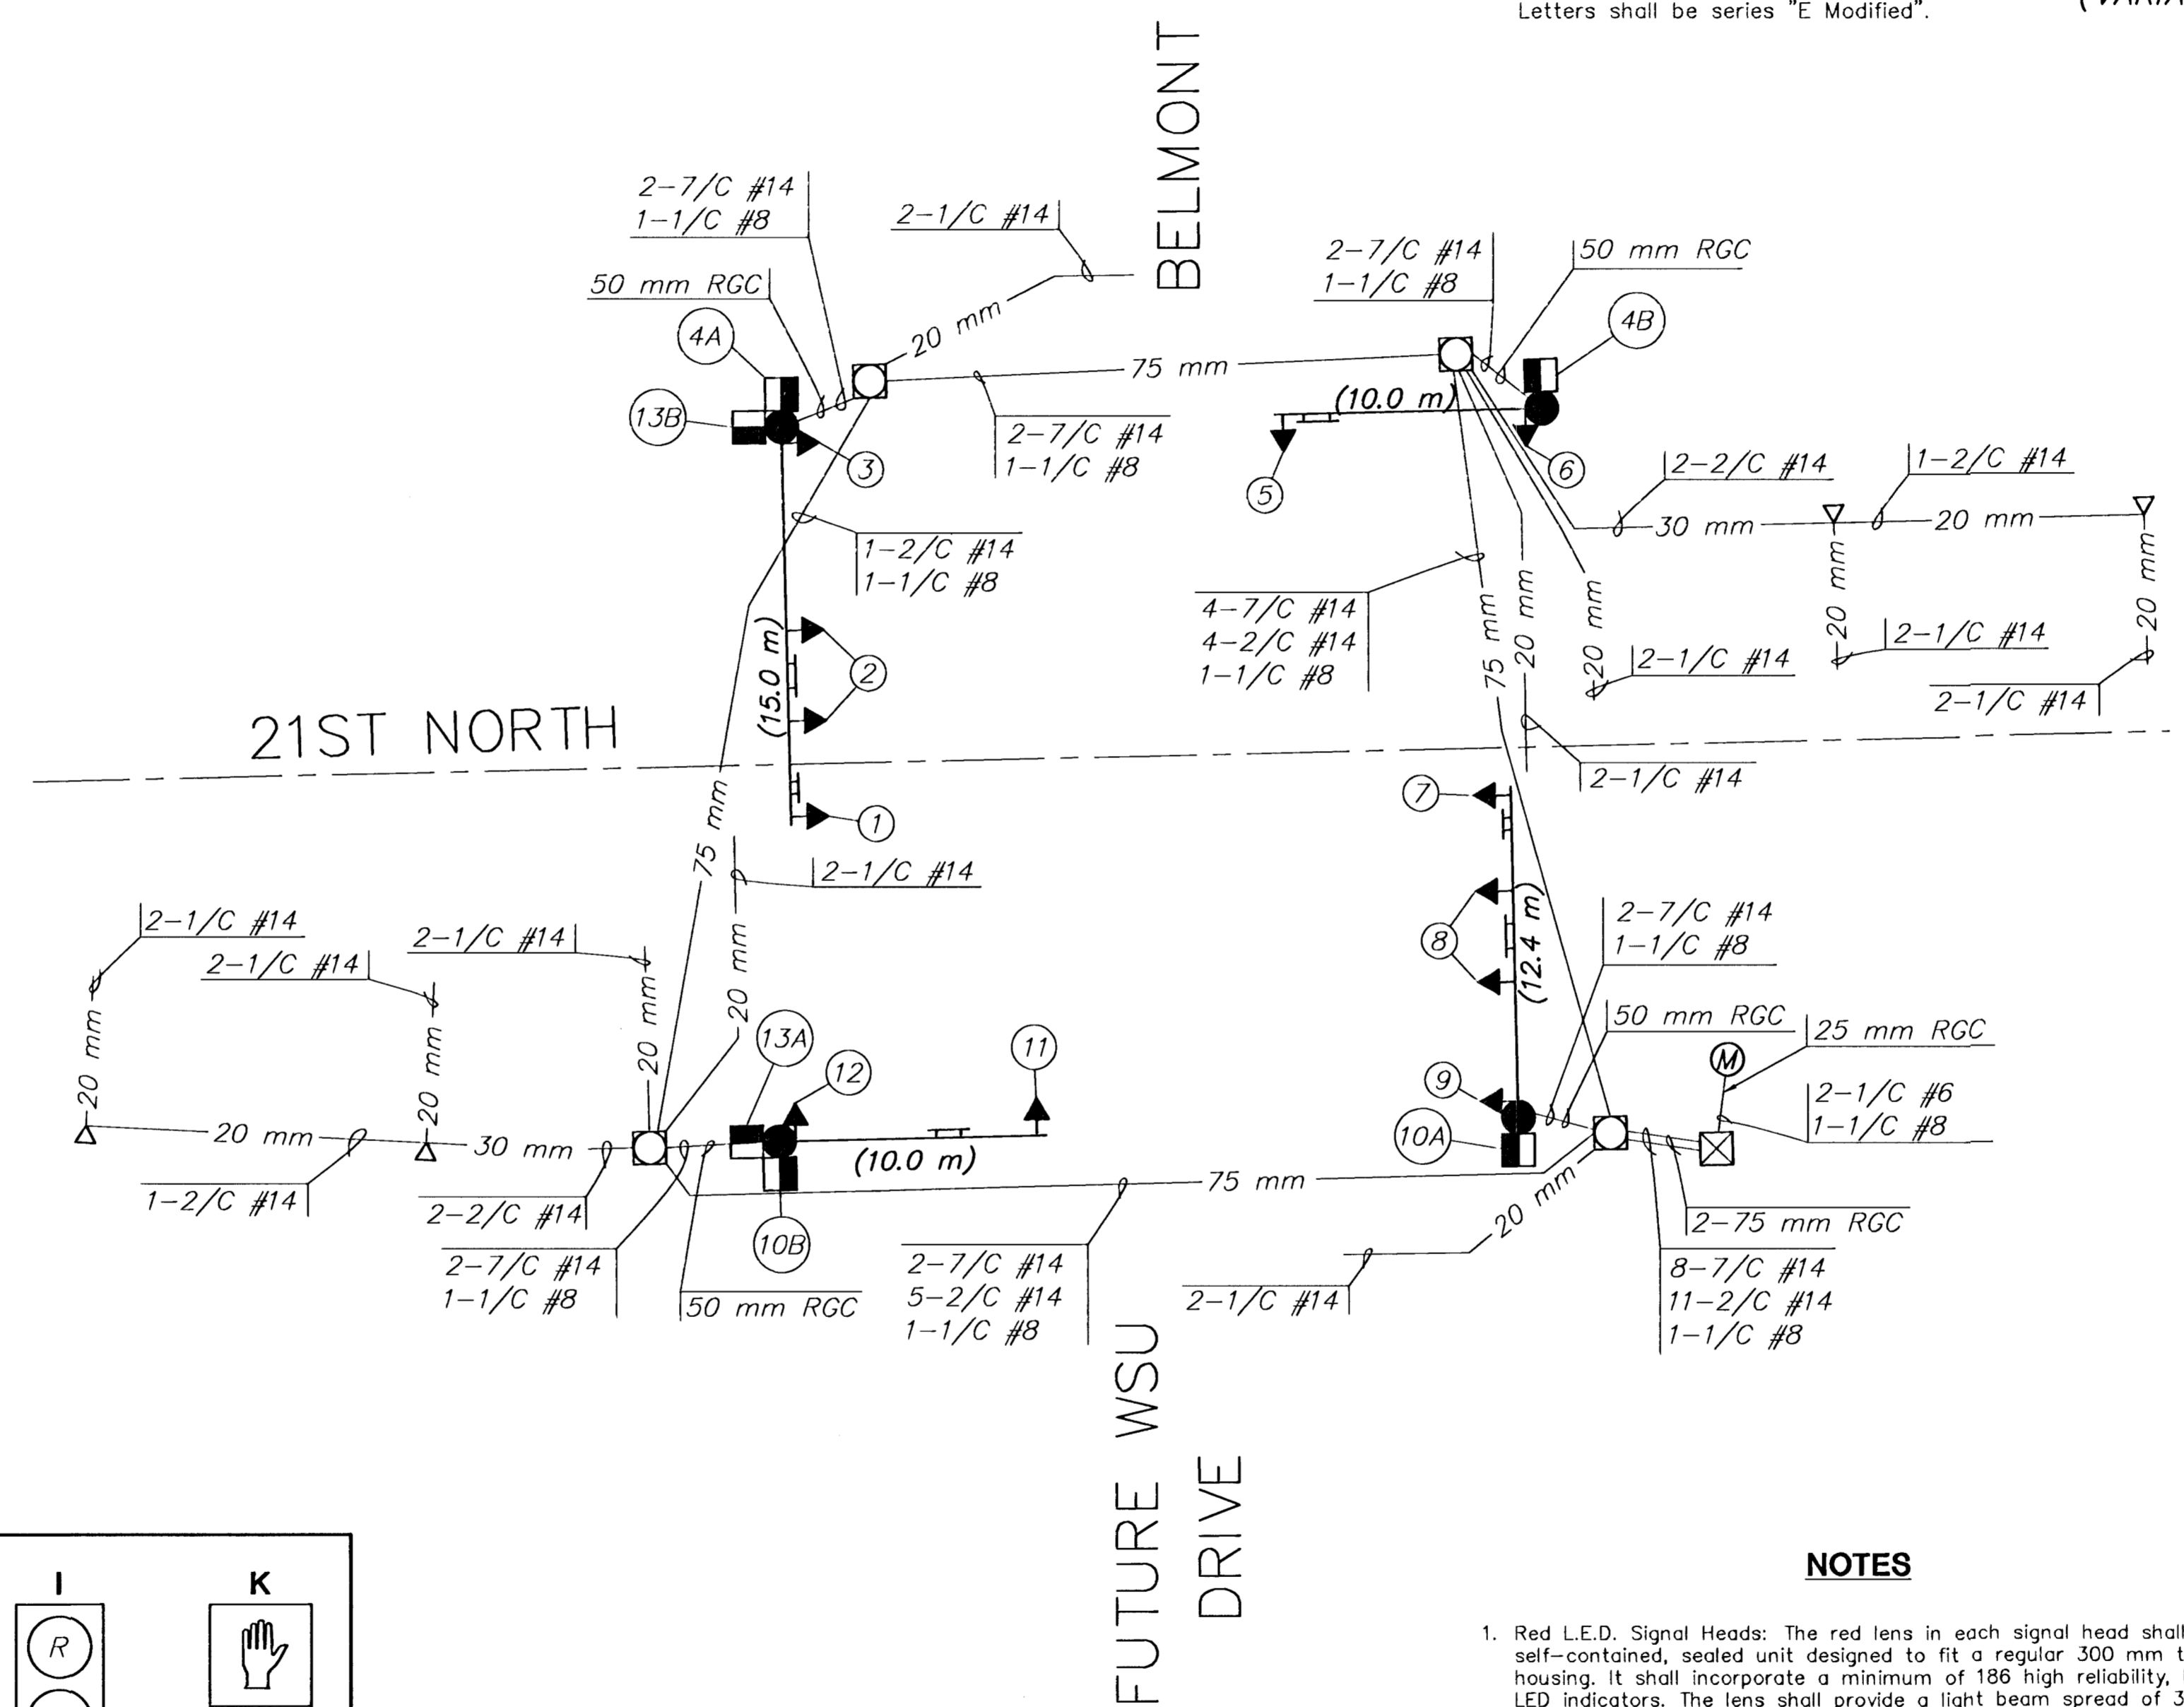 Letters shall be series "E Modified".
BELMONT
2-7/C #14
1-1/C #8
2-1/C #14
50 mm RGC
20 mm
4A
13B
3
75 mm
2-7/C #14
1-1/C #8
2-7/C #14
1-1/C #8
50 mm RGC
4B
(10.0 m)
5
6
2-2/C #14
1-2/C #14
30 mm
20 mm
1-2/C #14
1-1/C #8
4-7/C #14
4-2/C #14
1-1/C #8
75 mm
20 mm
20 mm
20 mm
20 mm
2-1/C #14
2-1/C #14
2-1/C #14
(15.0 m)
2
21ST NORTH
2-1/C #14
7
1
75 mm
2-1/C #14
2-1/C #14
2-1/C #14
2-1/C #14
20 mm
20 mm
20 mm
20 mm
8
(12.4 m)
2-7/C #14
1-1/C #8
50 mm RGC
25 mm RGC
M
2-1/C #6
1-1/C #8
13A
12
11
9
10A
20 mm
30 mm
(10.0 m)
75 mm
20 mm
1-2/C #14
2-2/C #14
2-7/C #14
1-1/C #8
10B
50 mm RGC
2-7/C #14
5-2/C #14
1-1/C #8
2-1/C #14
2-75 mm RGC
8-7/C #14
11-2/C #14
1-1/C #8
FUTURE WSU
DRIVE
I
K
R
NOTES
1. Red L.E.D. Signal Heads: The red lens in each signal head shall
self-contained, sealed unit designed to fit a regular 300 mm
housing. It shall incorporate a minimum of 186 high reliability,
LED indicators. The lens shall provide a light beam spread of